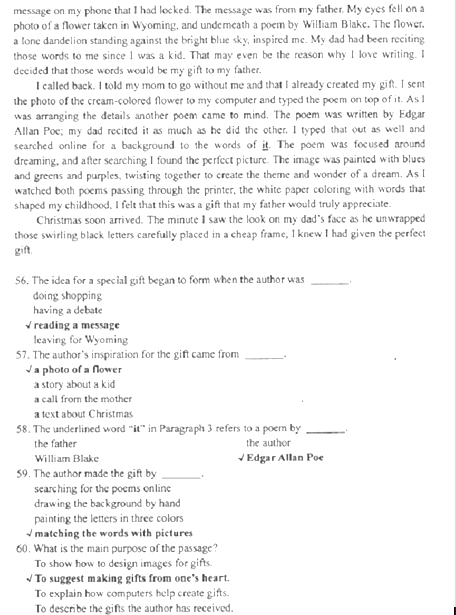 message on my phone that I had locked. The message was from my father. My eyes fell on a
photo of a flower taken in Wyoming, and underneath a poem by William Blake. The flower,
a lone dandelion standing against the bright blue sky, inspired me. My dad had been reciting
those words to me since I was a kid. That may even be the reason why I love writing. I
decided that those words would be my gift to my father.
I called back. I told my mom to go without me and that I already created my gift. I sent
the photo of the cream-colored flower to my computer and typed the poem on top of it. As I
was arranging the details another poem came to mind. The poem was written by Edgar
Allan Poe; my dad recited it as much as he did the other. I typed that out as well and
searched online for a background to the words of it. The poem was focused around
dreaming, and after searching I found the perfect picture. The image was painted with blues
and greens and purples, twisting together to create the theme and wonder of a dream. As I
watched both poems passing through the printer, the white paper coloring with words that
shaped my childhood, I felt that this was a gift that my father would truly appreciate.
Christmas soon arrived. The minute I saw the look on my dad's face as he unwrapped
those swirling black letters carefully placed in a cheap frame, I knew I had given the perfect
gift.
56. The idea for a special gift began to form when the author was ______.
doing shopping
having a debate
√ reading a message
leaving for Wyoming
57. The author's inspiration for the gift came from ______.
√ a photo of a flower
a story about a kid
a call from the mother
a text about Christmas
58. The underlined word "it" in Paragraph 3 refers to a poem by ______.
the father the author
William Blake √ Edgar Allan Poe
59. The author made the gift by ______.
searching for the poems online
drawing the background by hand
painting the letters in three colors
√ matching the words with pictures
60. What is the main purpose of the passage?
To show how to design images for gifts.
√ To suggest making gifts from one's heart.
To explain how computers help create gifts.
To describe the gifts the author has received.